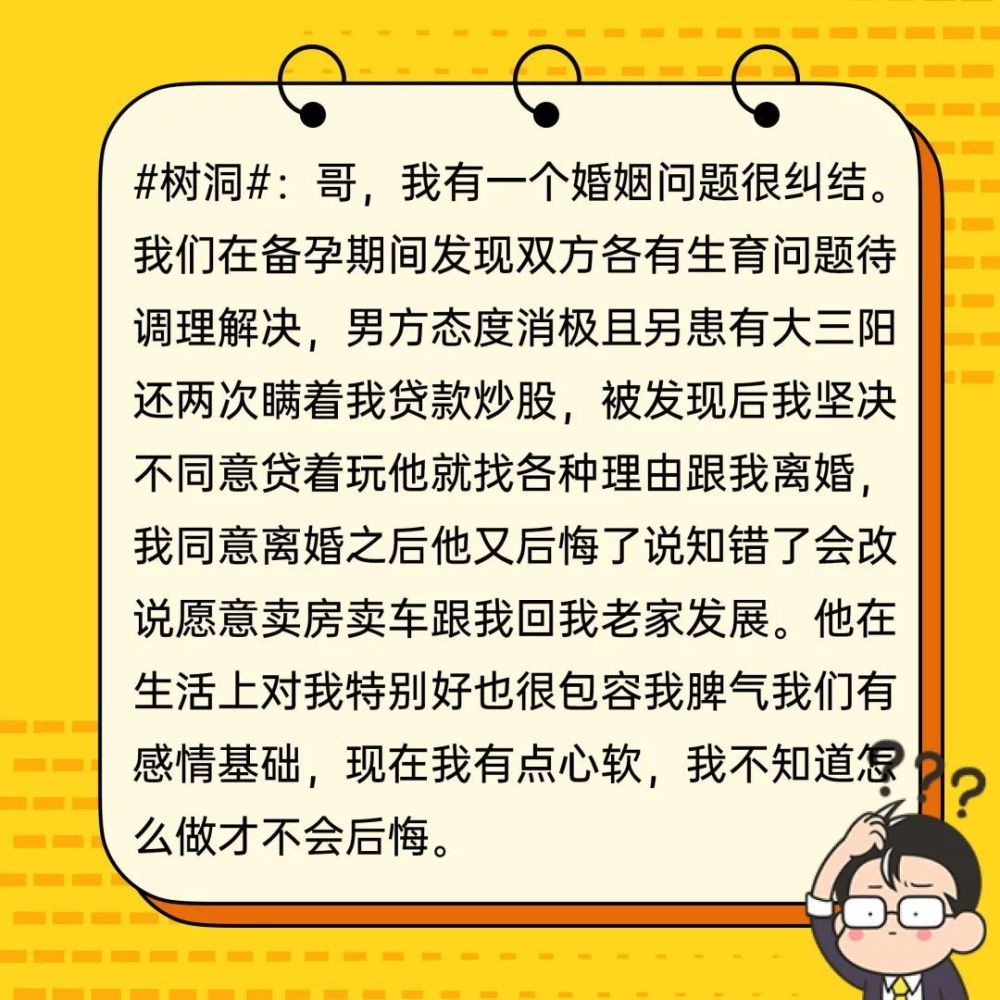 #树洞#：哥，我有一个婚姻问题很纠结。
我们在备孕期间发现双方各有生育问题待
调理解决，男方态度消极且另患有大三阳
还两次瞒着我贷款炒股，被发现后我坚决
不同意贷着玩他就找各种理由跟我离婚，
我同意离婚之后他又后悔了说知错了会改
说愿意卖房卖车跟我回我老家发展。他在
生活上对我特别好也很包容我脾气我们有
感情基础，现在我有点心软，我不知道怎
么做才不会后悔。
???